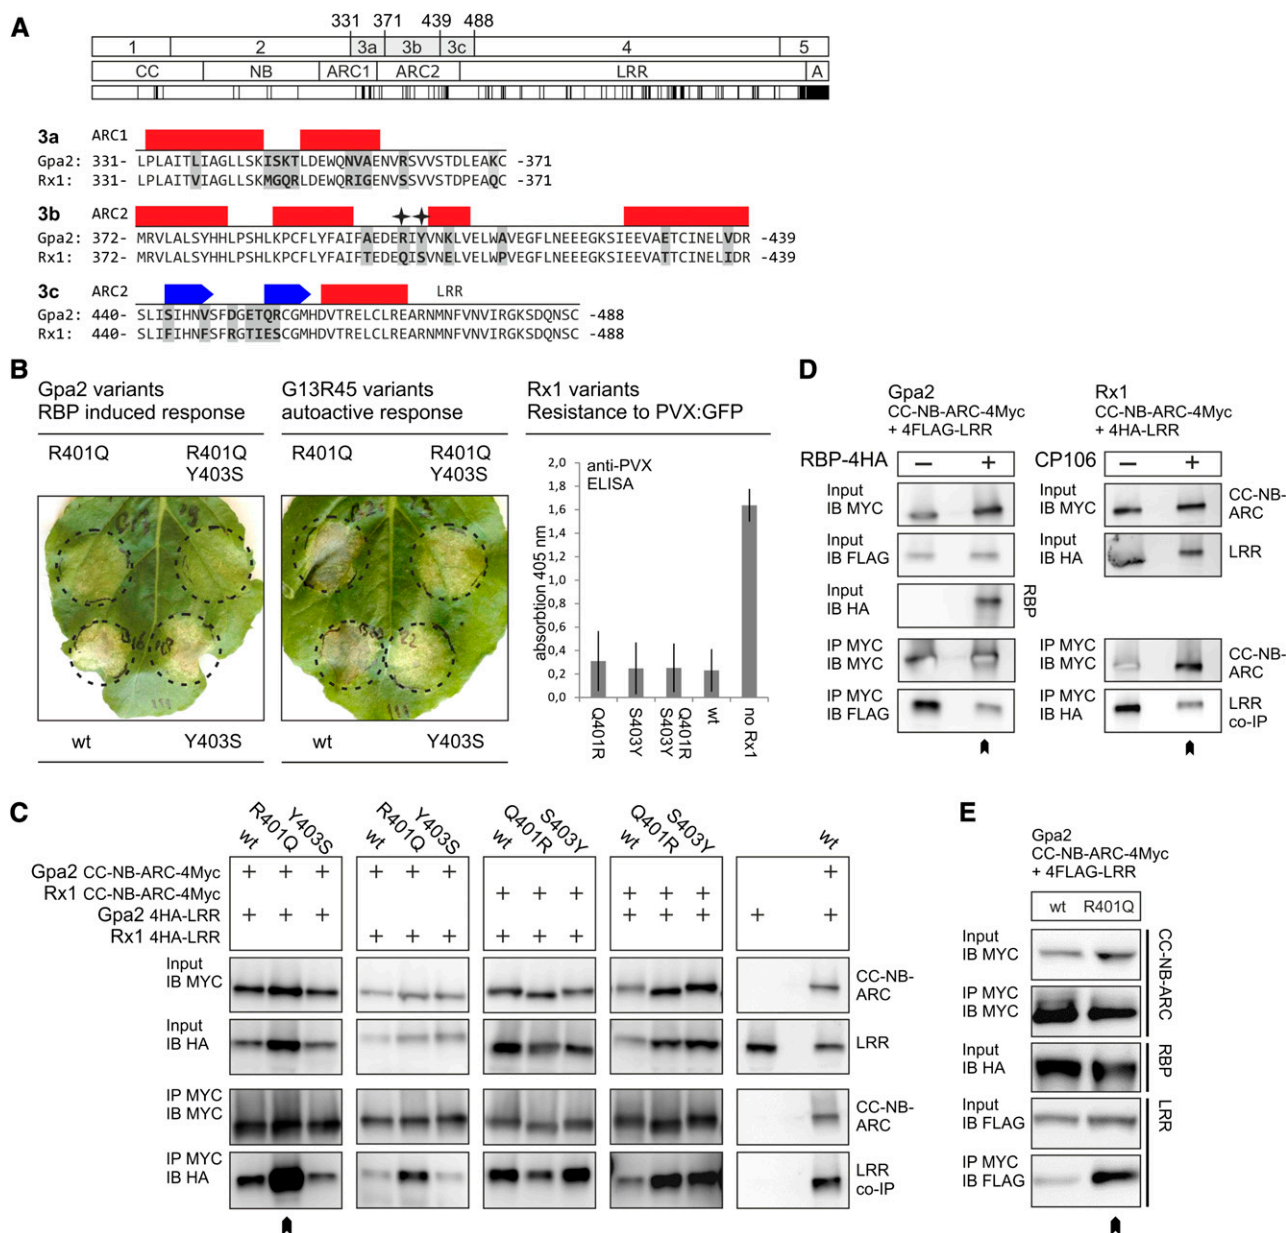 A
331 371 439 488
1 2 3a 3b 3c 4 5
CC NB ARC1 ARC2 LRR A
3a ARC1
Gpa2: 331- LPLAITLIAGLLSKISKTLDEWQNVAENVRSVVSTDLEAKC -371
Rx1: 331- LPLAITVIAGLLSKMGQRLDEWQRIGENVSSVVSTDPEAQC -371
3b ARC2
Gpa2: 372- MRVLALSYHHLPSHLKPCFLYFAIFAEDERIYVNKLVELWAVEGFLNEEEGKSIEEVAETCINELVDR -439
Rx1: 372- MRVLALSYHHLPSHLKPCFLYFAIFTEDEQISVNELVELWPVEGFLNEEEGKSIEEVATTCINELIDR -439
3c ARC2 LRR
Gpa2: 440- SLISIHNVSFDGETQRCGMHDVTRELCLREARNMNFVNVIRGKSDQNSC -488
Rx1: 440- SLIFIHNFSFRGTIESCGMHDVTRELCLREARNMNFVNVIRGKSDQNSC -488
B
Gpa2 variants
RBP induced response
R401Q R401Q
Y403S
wt Y403S
G13R45 variants
autoactive response
R401Q R401Q
Y403S
wt Y403S
Rx1 variants
Resistance to PVX:GFP
anti-PVX
ELISA
absorbtion 405 nm
2,0
1,8
1,6
1,4
1,2
1,0
0,8
0,6
0,4
0,2
0,0
Q401R
S403Y
S403Y
Q401R
wt
no Rx1
C
wt R401Q Y403S wt R401Q Y403S wt Q401R S403Y wt Q401R S403Y wt
Gpa2 CC-NB-ARC-4Myc + + + + + + +
Rx1 CC-NB-ARC-4Myc + + + + + +
Gpa2 4HA-LRR + + + + + + + +
Rx1 4HA-LRR + + + + + +
Input
IB MYC
CC-NB-
ARC
Input
IB HA
LRR
IP MYC
IB MYC
CC-NB-
ARC
IP MYC
IB HA
LRR
co-IP
D
Gpa2
CC-NB-ARC-4Myc
+ 4FLAG-LRR
RBP-4HA − +
Input
IB MYC
Input
IB FLAG
Input
IB HA
RBP
IP MYC
IB MYC
IP MYC
IB FLAG
Rx1
CC-NB-ARC-4Myc
+ 4HA-LRR
CP106 − +
Input
IB MYC
CC-NB-
ARC
Input
IB HA
LRR
IP MYC
IB MYC
CC-NB-
ARC
IP MYC
IB HA
LRR
co-IP
E
Gpa2
CC-NB-ARC-4Myc
+ 4FLAG-LRR
wt R401Q
Input
IB MYC
IP MYC
IB MYC
CC-NB-ARC
Input
IB HA
RBP
Input
IB FLAG
IP MYC
IB FLAG
LRR